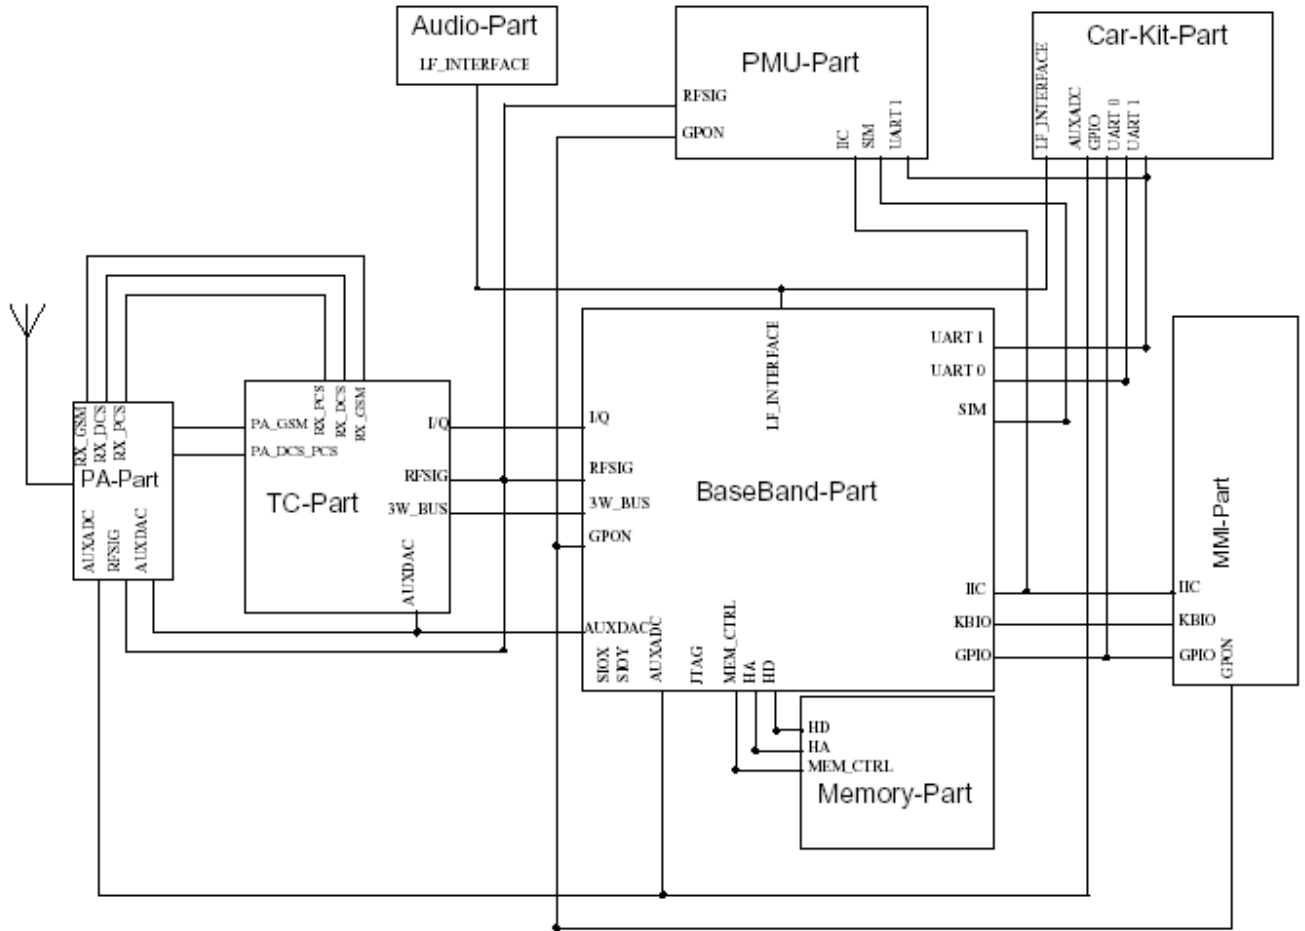 Audio-Part
LF_INTERFACE
PMU-Part
RFSIG
GPON
IIC
SIM
UART 1
Car-Kit-Part
LF_INTERFACE
AUXADC
GPIO
UART 0
UART 1
RX_GSM
RX_DCS
RX_PCS
PA-Part
AUXADC
RFSIG
AUXDAC
PA_GSM
PA_DCS_PCS
RX_PCS
RX_DCS
RX_GSM
I/Q
RFSIG
3W_BUS
TC-Part
AUXDAC
LF_INTERFACE
UART 1
UART 0
SIM
I/Q
RFSIG
3W_BUS
GPON
BaseBand-Part
IIC
KBIO
GPIO
AUXDAC
SIOX
SIOY
AUXADC
JTAG
MEM_CTRL
HA
HD
HD
HA
MEM_CTRL
Memory-Part
MMI-Part
IIC
KBIO
GPIO
GPON